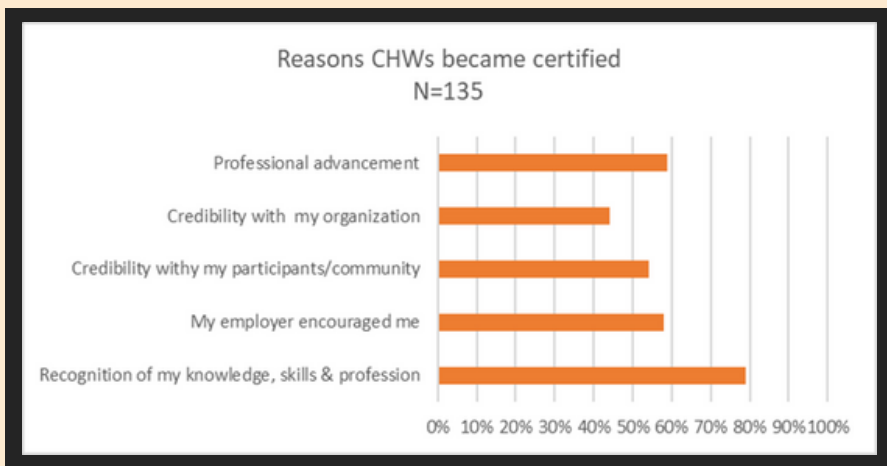 Reasons CHWs became certified
N=135
Professional advancement
Credibility with my organization
Credibility withy my participants/community
My employer encouraged me
Recognition of my knowledge, skills & profession
0% 10% 20% 30% 40% 50% 60% 70% 80% 90% 100%